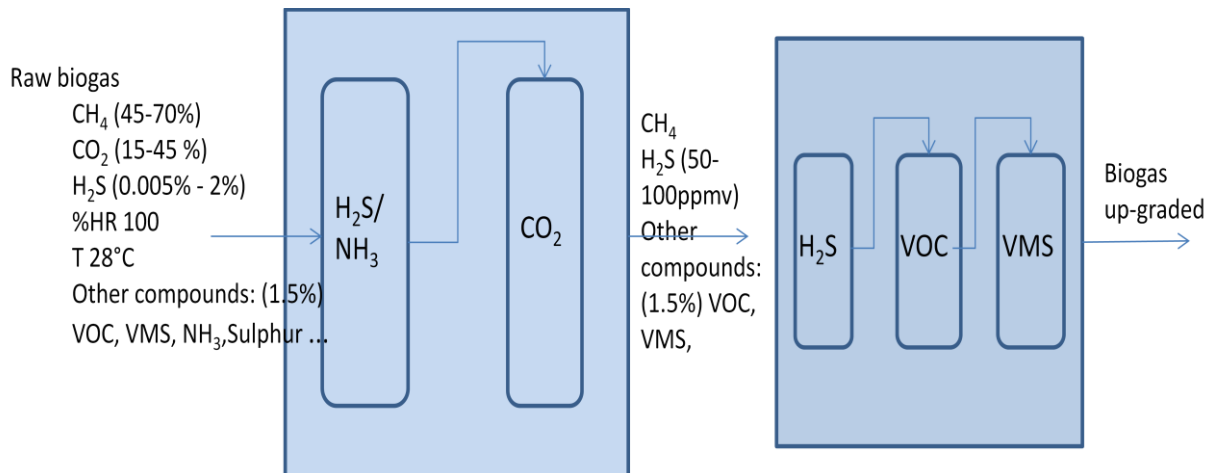 Raw biogas
CH₄ (45-70%)
CO₂ (15-45 %)
H₂S (0.005% - 2%)
%HR 100
T 28°C
Other compounds: (1.5%)
VOC, VMS, NH₃,Sulphur ...
H₂S/
NH₃
CO₂
CH₄
H₂S (50-
100ppmv)
Other
compounds:
(1.5%) VOC,
VMS,
H₂S
VOC
VMS
Biogas
up-graded